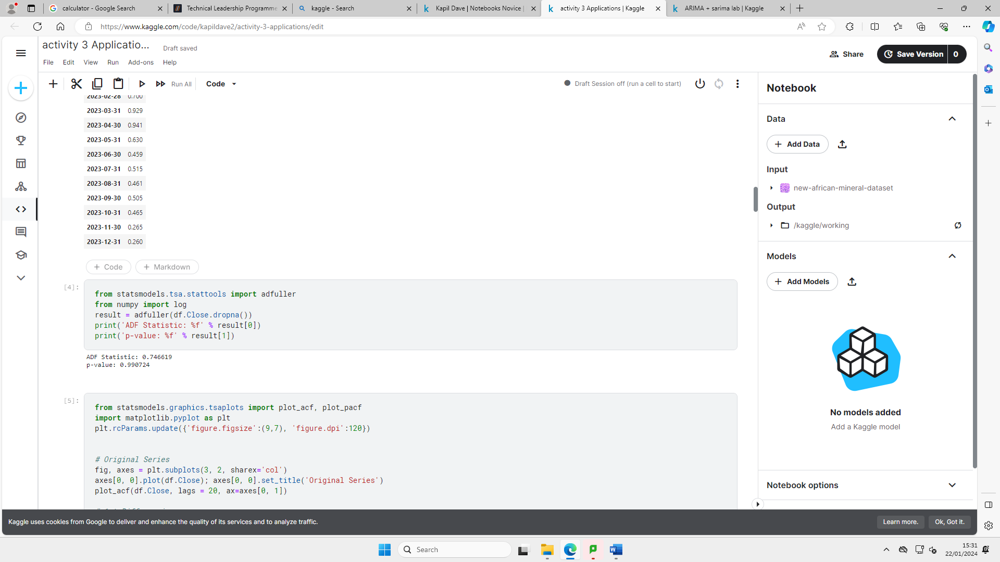 calculator - Google Search
Technical Leadership Programme
kaggle - Search
Kapil Dave | Notebooks Novice |
activity 3 Applications | Kaggle
ARIMA + sarima lab | Kaggle
https://www.kaggle.com/code/kapildave2/activity-3-applications/edit
activity 3 Applicatio...
Draft saved
File Edit View Run Add-ons Help
Share
Save Version 0
Run All
Code
Draft Session off (run a cell to start)
2023-02-28 0.700
2023-03-31 0.929
2023-04-30 0.941
2023-05-31 0.630
2023-06-30 0.459
2023-07-31 0.515
2023-08-31 0.461
2023-09-30 0.505
2023-10-31 0.465
2023-11-30 0.265
2023-12-31 0.260
+ Code + Markdown
[4]:
from statsmodels.tsa.stattools import adfuller
from numpy import log
result = adfuller(df.Close.dropna())
print('ADF Statistic: %f' % result[0])
print('p-value: %f' % result[1])
ADF Statistic: 0.746619
p-value: 0.990724
[5]:
from statsmodels.graphics.tsaplots import plot_acf, plot_pacf
import matplotlib.pyplot as plt
plt.rcParams.update({'figure.figsize':(9,7), 'figure.dpi':120})
# Original Series
fig, axes = plt.subplots(3, 2, sharex='col')
axes[0, 0].plot(df.Close); axes[0, 0].set_title('Original Series')
plot_acf(df.Close, lags = 20, ax=axes[0, 1])
Notebook
Data
+ Add Data
Input
new-african-mineral-dataset
Output
/kaggle/working
Models
+ Add Models
No models added
Add a Kaggle model
Notebook options
Kaggle uses cookies from Google to deliver and enhance the quality of its services and to analyze traffic.
Learn more.
Ok, Got it.
Search
15:31
22/01/2024